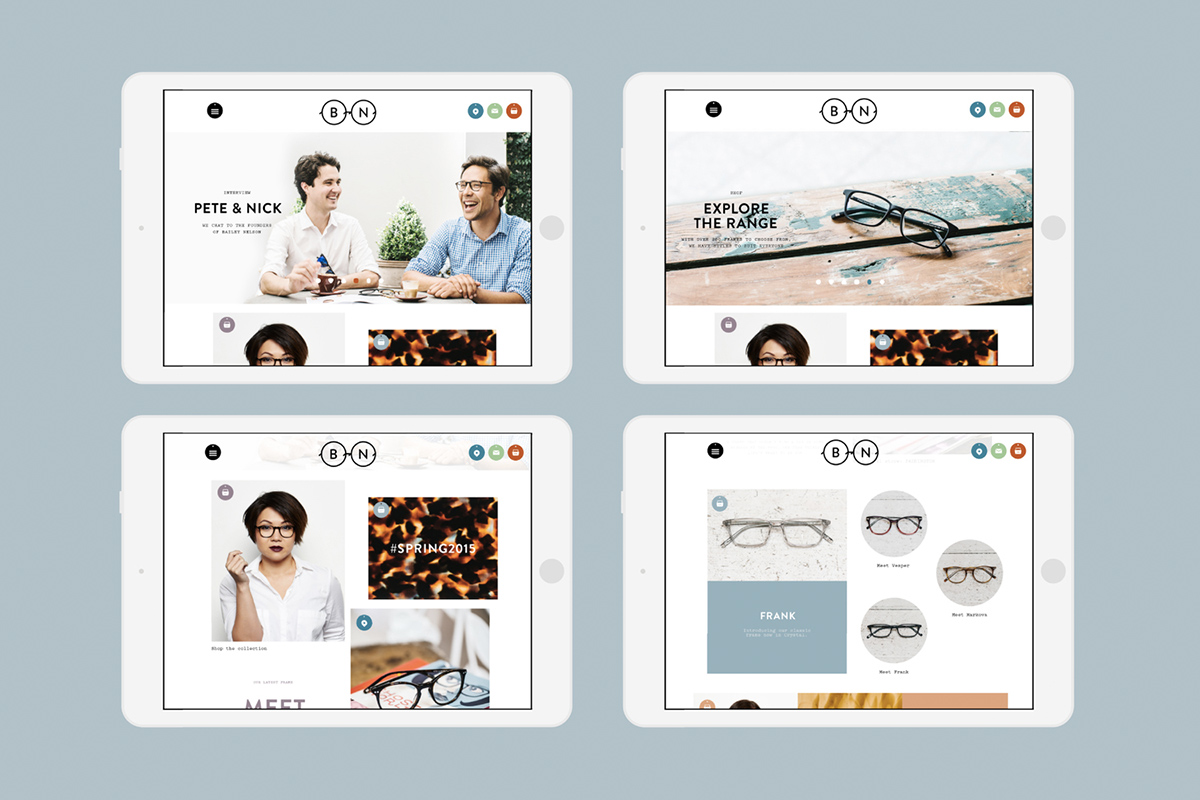 B N
INTERVIEW
PETE & NICK
WE CHAT TO THE FOUNDERS
OF BAILEY NELSON
B N
SHOP
EXPLORE
THE RANGE
WITH OVER 50 FRAMES TO CHOOSE FROM,
WE HAVE STYLES TO SUIT EVERYONE
B N
#SPRING2015
Shop the collection
OUR LATEST FRAME
MEET
B N
FRANK
Introducing our classic
frame now in crystal.
Meet Vesper
Meet Markova
Meet Frank